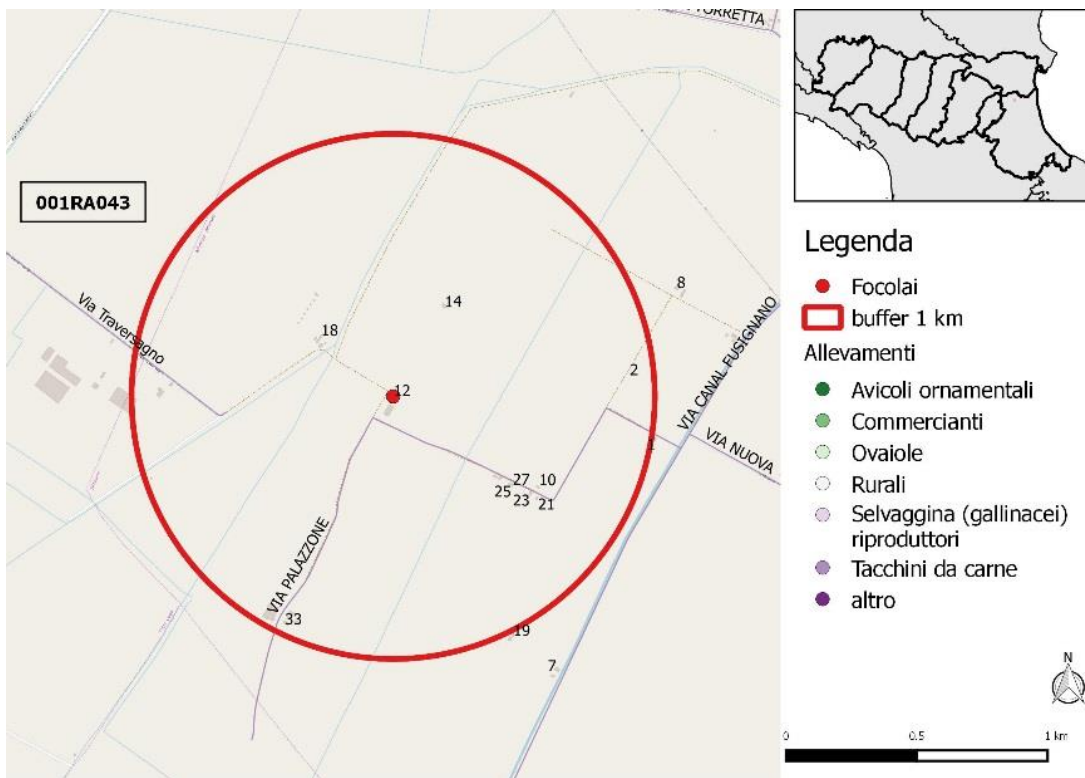 TORRETTA
001RA043
Via Traversagno
8
14
18
VIA CANAL FUSIGNANO
2
12
VIA NUOVA
1
27
10
25
23
21
VIA PALAZZONE
33
19
7
Legenda
Focolai
buffer 1 km
Allevamenti
Avicoli ornamentali
Commercianti
Ovaiole
Rurali
Selvaggina (gallinacei)
riproduttori
Tacchini da carne
altro
N
0
0.5
1 km